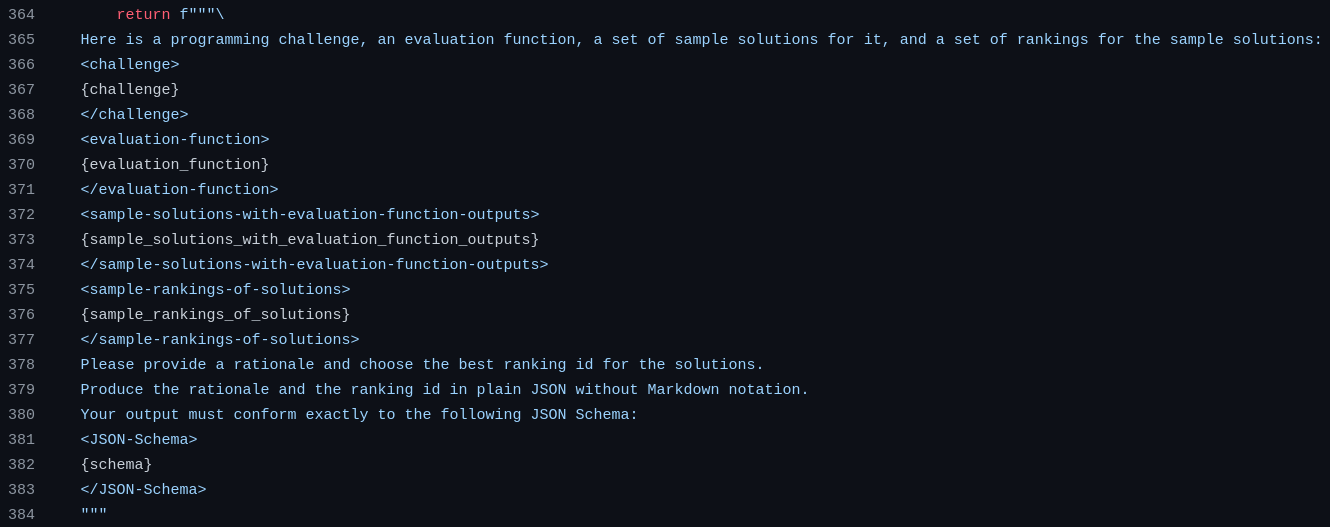 364         return f"""\
365     Here is a programming challenge, an evaluation function, a set of sample solutions for it, and a set of rankings for the sample solutions:
366     <challenge>
367     {challenge}
368     </challenge>
369     <evaluation-function>
370     {evaluation_function}
371     </evaluation-function>
372     <sample-solutions-with-evaluation-function-outputs>
373     {sample_solutions_with_evaluation_function_outputs}
374     </sample-solutions-with-evaluation-function-outputs>
375     <sample-rankings-of-solutions>
376     {sample_rankings_of_solutions}
377     </sample-rankings-of-solutions>
378     Please provide a rationale and choose the best ranking id for the solutions.
379     Produce the rationale and the ranking id in plain JSON without Markdown notation.
380     Your output must conform exactly to the following JSON Schema:
381     <JSON-Schema>
382     {schema}
383     </JSON-Schema>
384     """